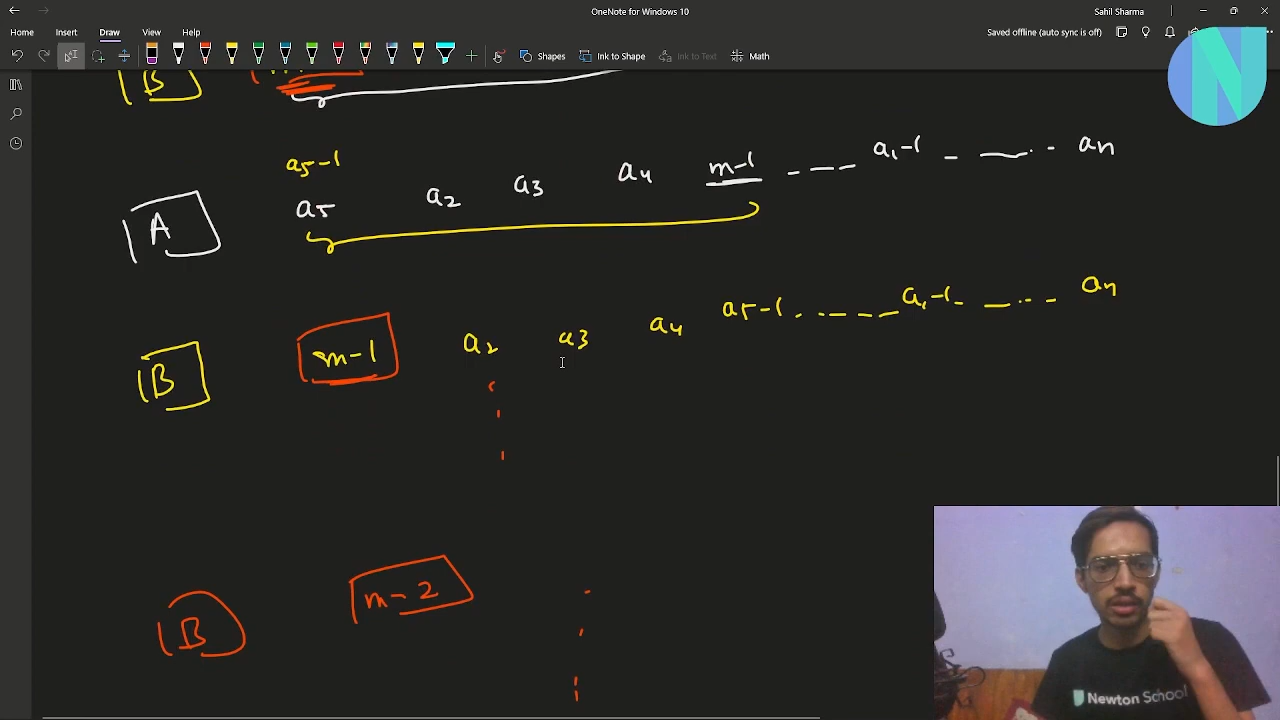 OneNote for Windows 10
Sahil Sharma
Home Insert Draw View Help
Saved offline (auto sync is off)
Shapes Ink to Shape Ink to Text Math
B
a5-1
A a5 a2 a3 a4 m-1 - - - a1-1 - - - an
B m-1 a2 a3 a4 a5-1 - - - a1-1 - - - an
B m-2
Newton School
N